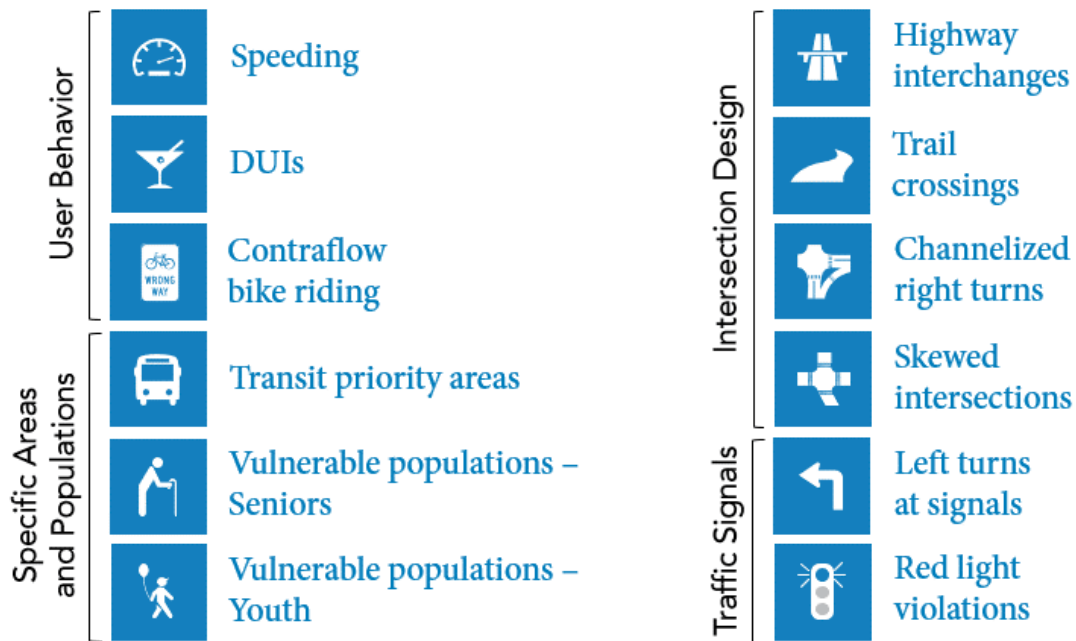 User Behavior
Speeding
DUIs
WRONG
WAY
Contraflow
bike riding
Specific Areas
and Populations
Transit priority areas
Vulnerable populations –
Seniors
Vulnerable populations –
Youth
Intersection Design
Highway
interchanges
Trail
crossings
Channelized
right turns
Skewed
intersections
Traffic Signals
Left turns
at signals
Red light
violations